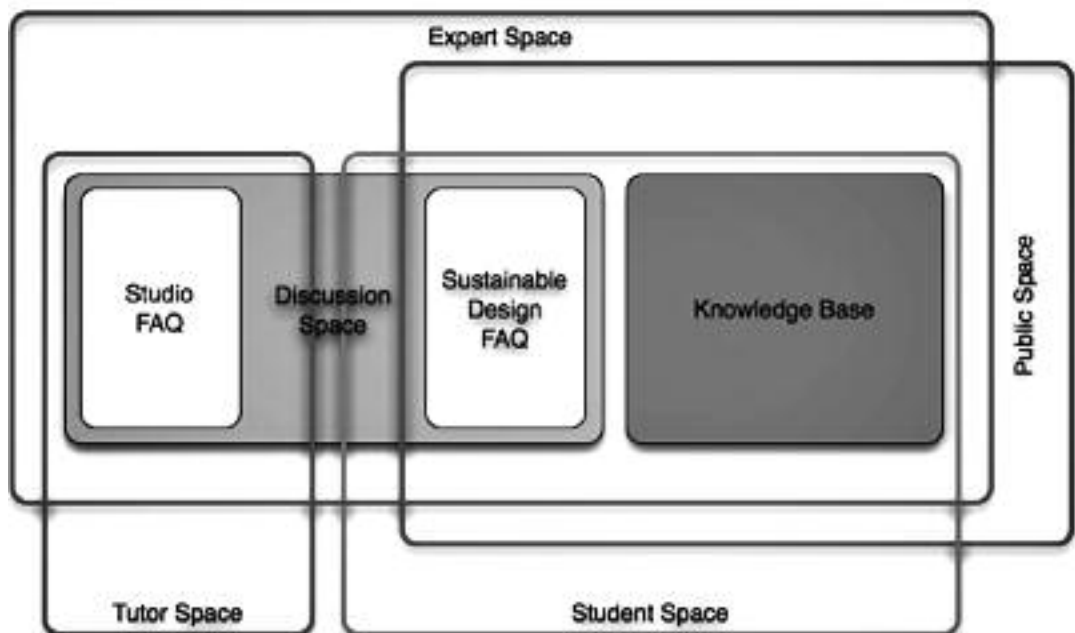 Expert Space
Studio
FAQ
Discussion
Space
Sustainable
Design
FAQ
Knowledge Base
Public Space
Tutor Space
Student Space